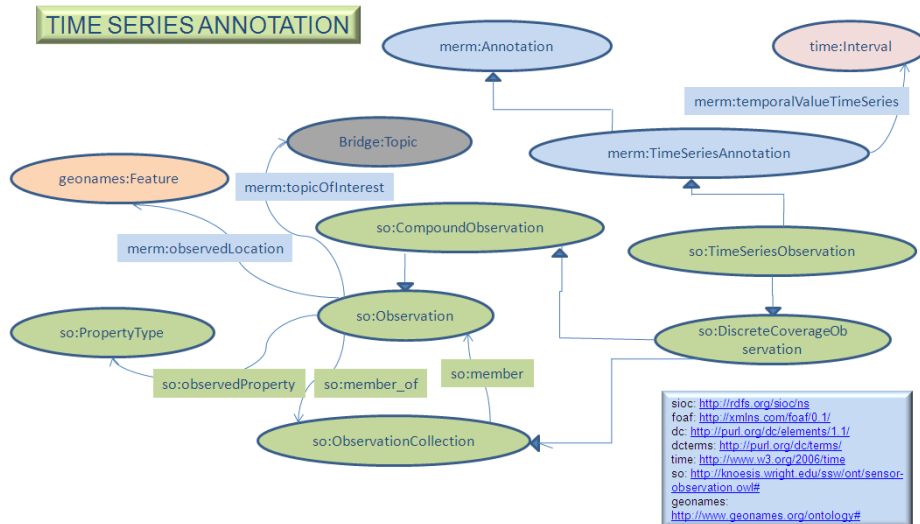 TIME SERIES ANNOTATION
merm:Annotation
time:Interval
merm:temporalValueTimeSeries
Bridge:Topic
merm:TimeSeriesAnnotation
geonames:Feature
merm:topicOfInterest
so:CompoundObservation
merm:observedLocation
so:TimeSeriesObservation
so:Observation
so:PropertyType
so:DiscreteCoverageOb
servation
so:member
so:observedProperty
so:member_of
so:ObservationCollection
sioc: http://rdfs.org/sioc/ns
foaf: http://xmlns.com/foaf/0.1/
dc: http://purl.org/dc/elements/1.1/
dcterms: http://purl.org/dc/terms/
time: http://www.w3.org/2006/time
so: http://knoesis.wright.edu/ssw/ont/sensor-
observation.owl#
geonames:
http://www.geonames.org/ontology#